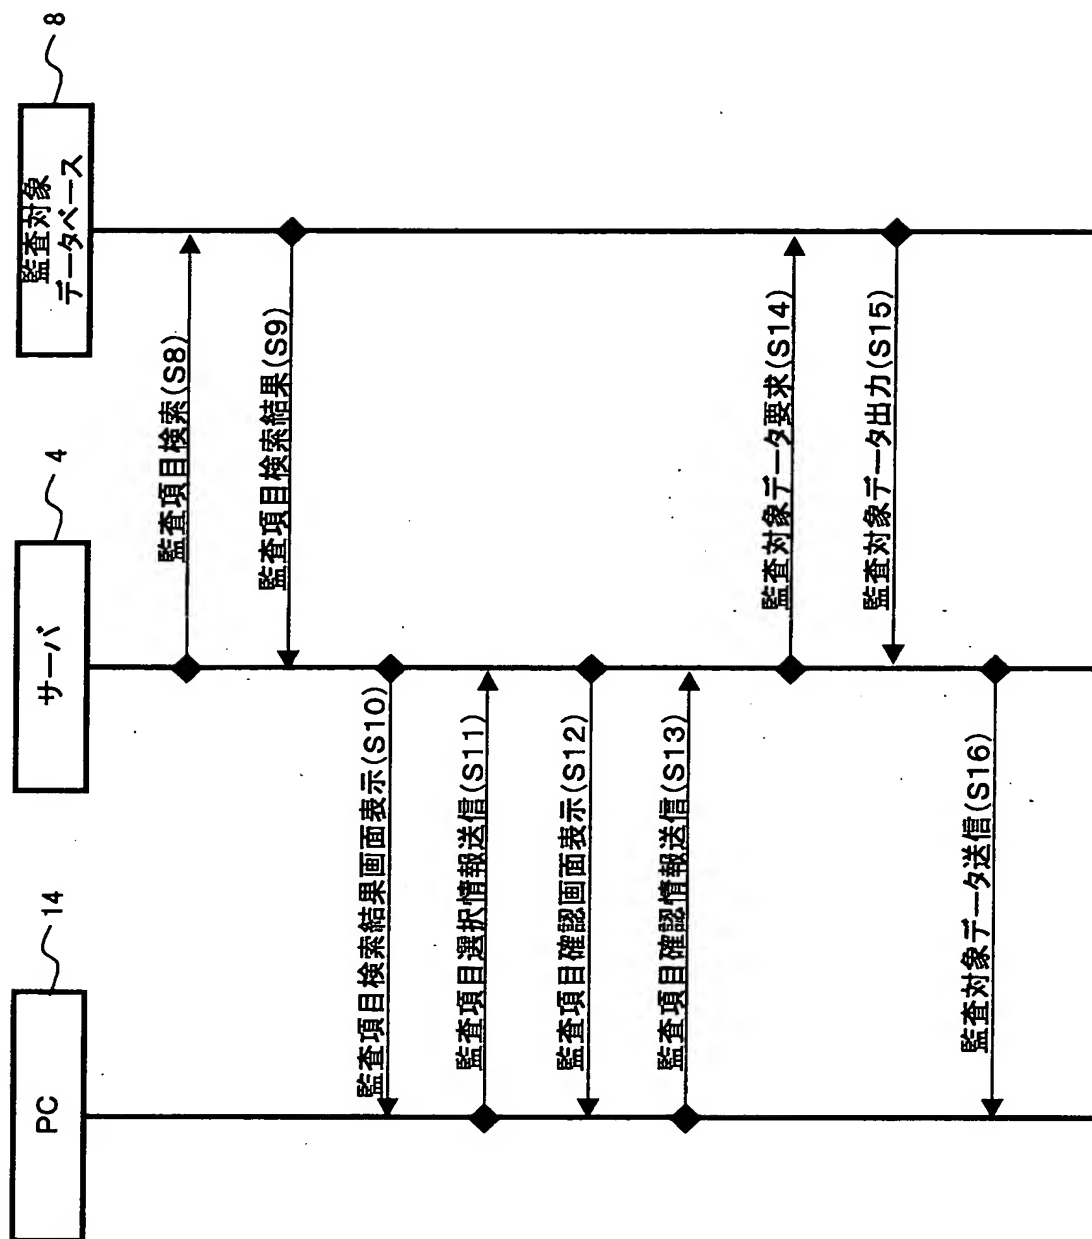 PC
14
サーバ
4
監査対象
データベース
8
監査項目検索(S8)
監査項目検索結果(S9)
監査項目検索結果画面表示(S10)
監査項目選択情報送信(S11)
監査項目確認画面表示(S12)
監査項目確認情報送信(S13)
監査対象データ要求(S14)
監査対象データ出力(S15)
監査対象データ送信(S16)